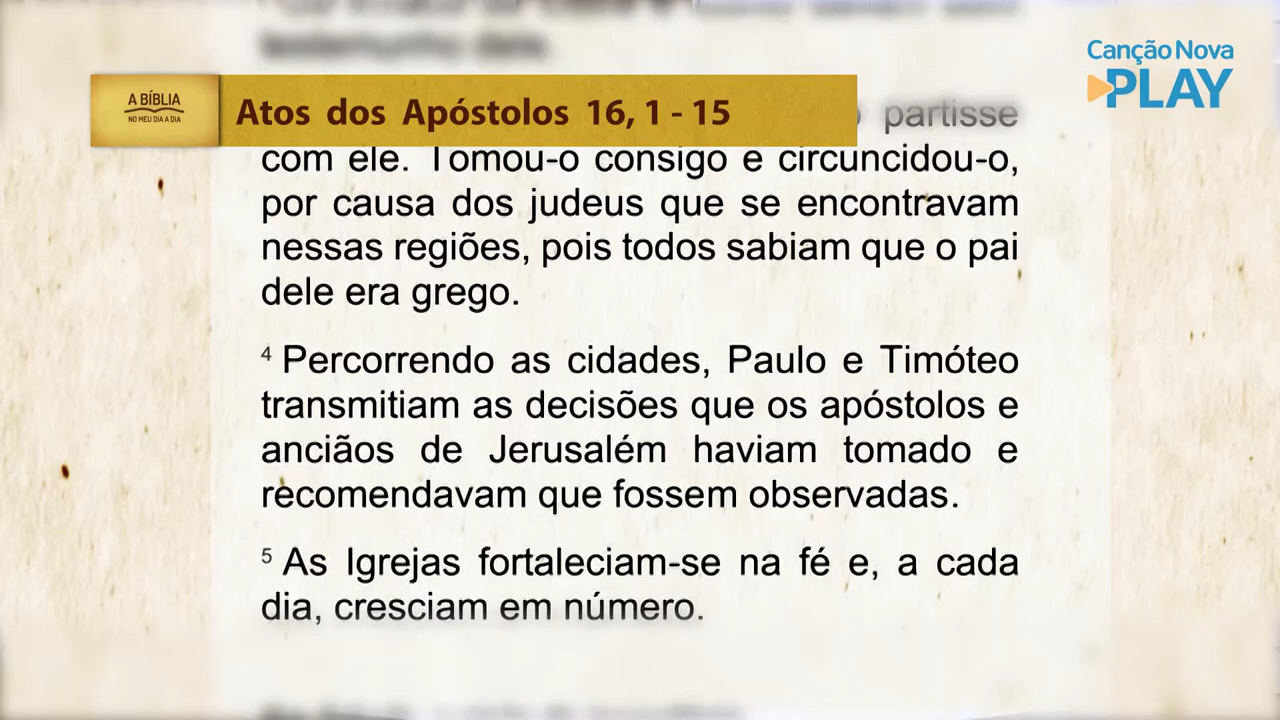 testemunho dele.
Canção Nova
PLAY
A BÍBLIA
NO MEU DIA A DIA
Atos dos Apóstolos 16, 1 - 15
partisse
com ele. Tomou-o consigo e circuncidou-o,
por causa dos judeus que se encontravam
nessas regiões, pois todos sabiam que o pai
dele era grego.
4 Percorrendo as cidades, Paulo e Timóteo
transmitiam as decisões que os apóstolos e
anciãos de Jerusalém haviam tomado e
recomendavam que fossem observadas.
5 As Igrejas fortaleciam-se na fé e, a cada
dia, cresciam em número.